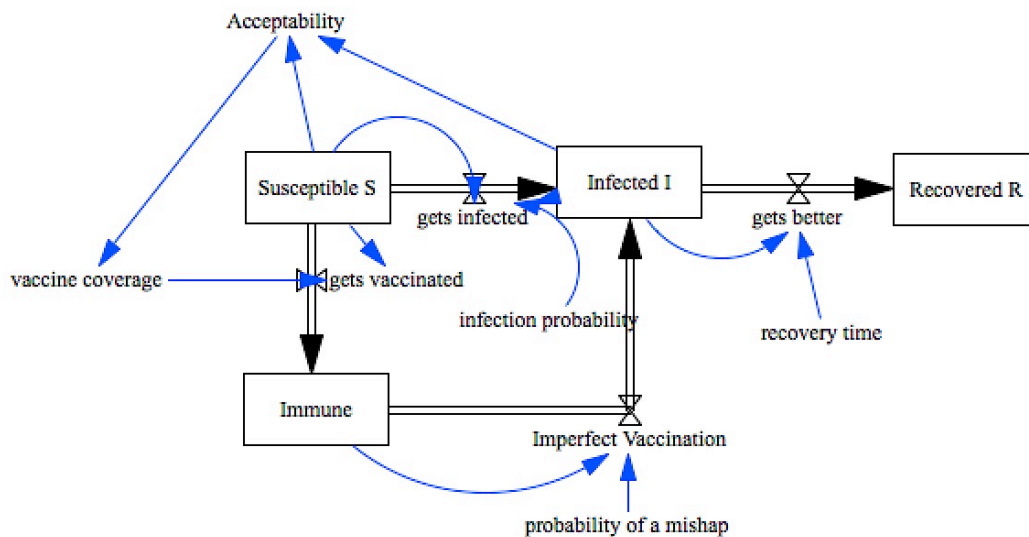 Acceptability
Susceptible S
Infected I
Recovered R
gets infected
gets better
vaccine coverage
gets vaccinated
infection probability
recovery time
Immune
Imperfect Vaccination
probability of a mishap